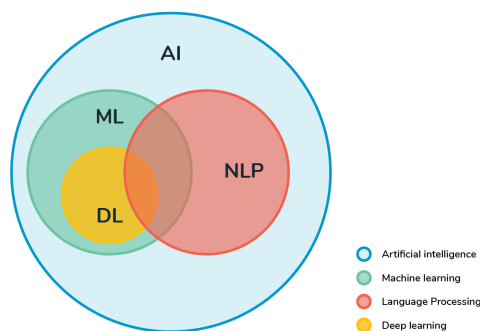 AI
ML
NLP
DL
Artificial intelligence
Machine learning
Language Processing
Deep learning